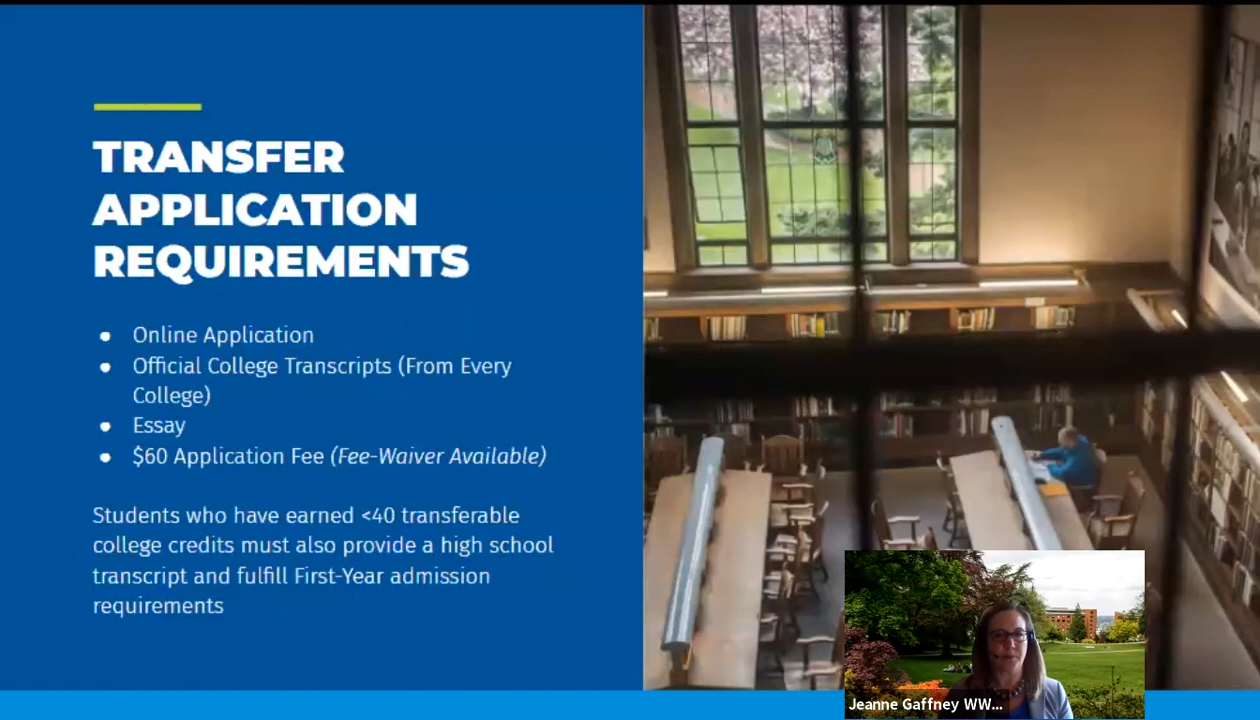 TRANSFER
APPLICATION
REQUIREMENTS
● Online Application
● Official College Transcripts (From Every
College)
● Essay
● $60 Application Fee (Fee-Waiver Available)
Students who have earned <40 transferable
college credits must also provide a high school
transcript and fulfill First-Year admission
requirements
Jeanne Gaffney WW...